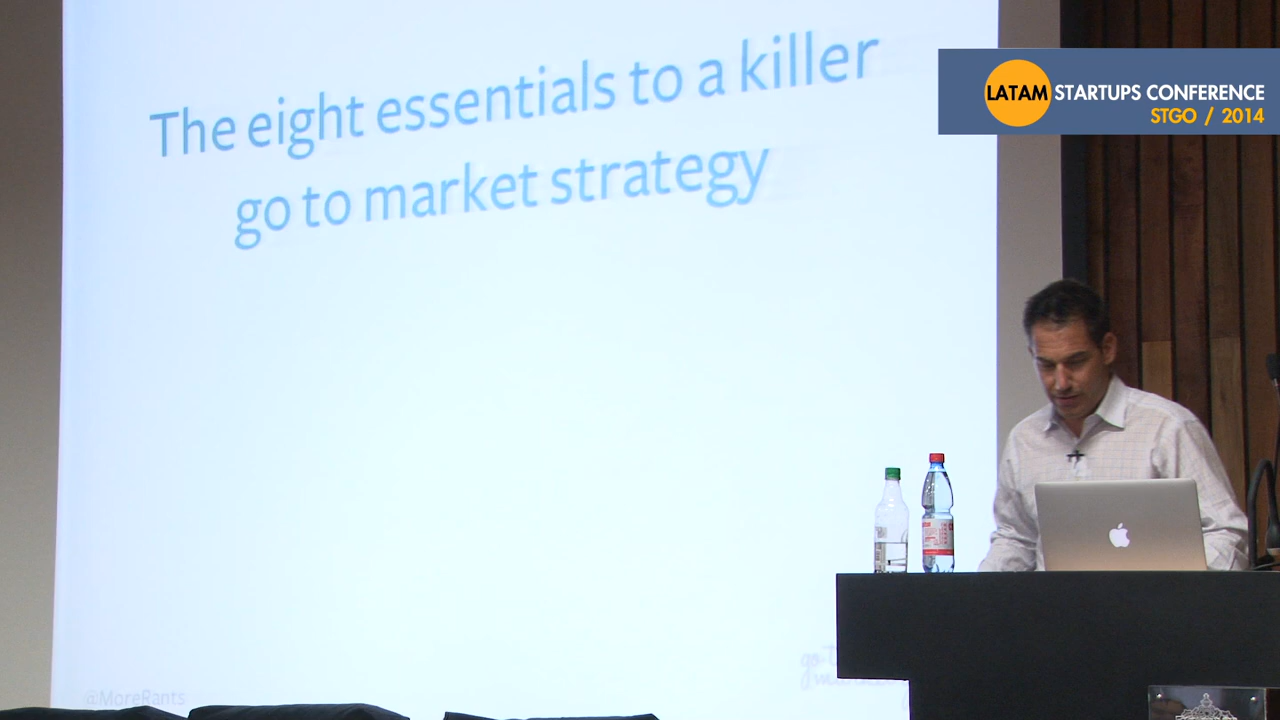 The eight essentials to a killer
go to market strategy
LATAM STARTUPS CONFERENCE
STGO / 2014
@MoreRants